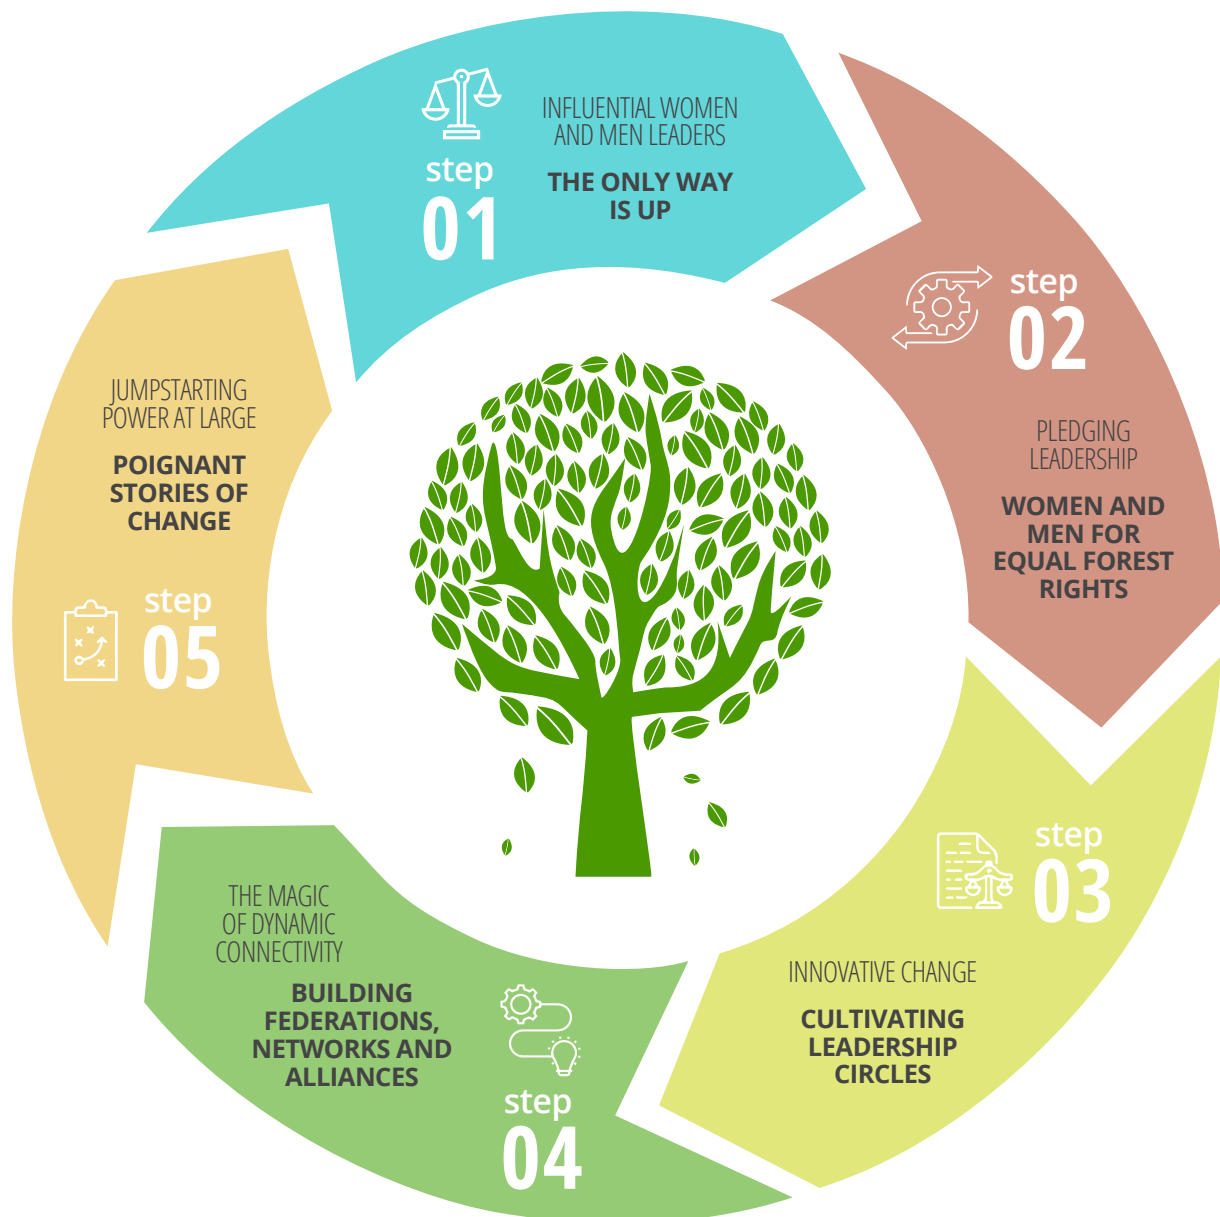 step
01
INFLUENTIAL WOMEN
AND MEN LEADERS
THE ONLY WAY
IS UP
step
02
PLEDGING
LEADERSHIP
WOMEN AND
MEN FOR
EQUAL FOREST
RIGHTS
step
03
INNOVATIVE CHANGE
CULTIVATING
LEADERSHIP
CIRCLES
THE MAGIC
OF DYNAMIC
CONNECTIVITY
BUILDING
FEDERATIONS,
NETWORKS AND
ALLIANCES
step
04
JUMPSTARTING
POWER AT LARGE
POIGNANT
STORIES OF
CHANGE
step
05